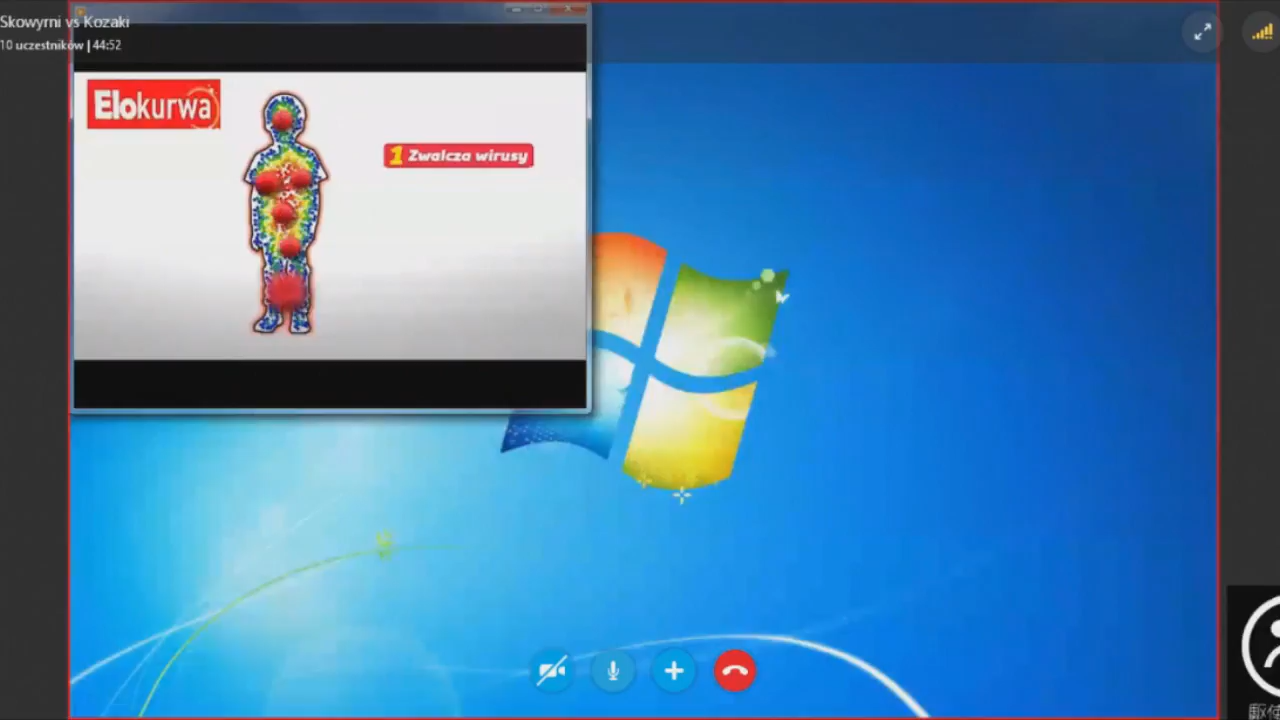 Skowyrni vs Kozaki
10 uczestników | 44:52
Elokurwa
1 Zwalcza wirusy